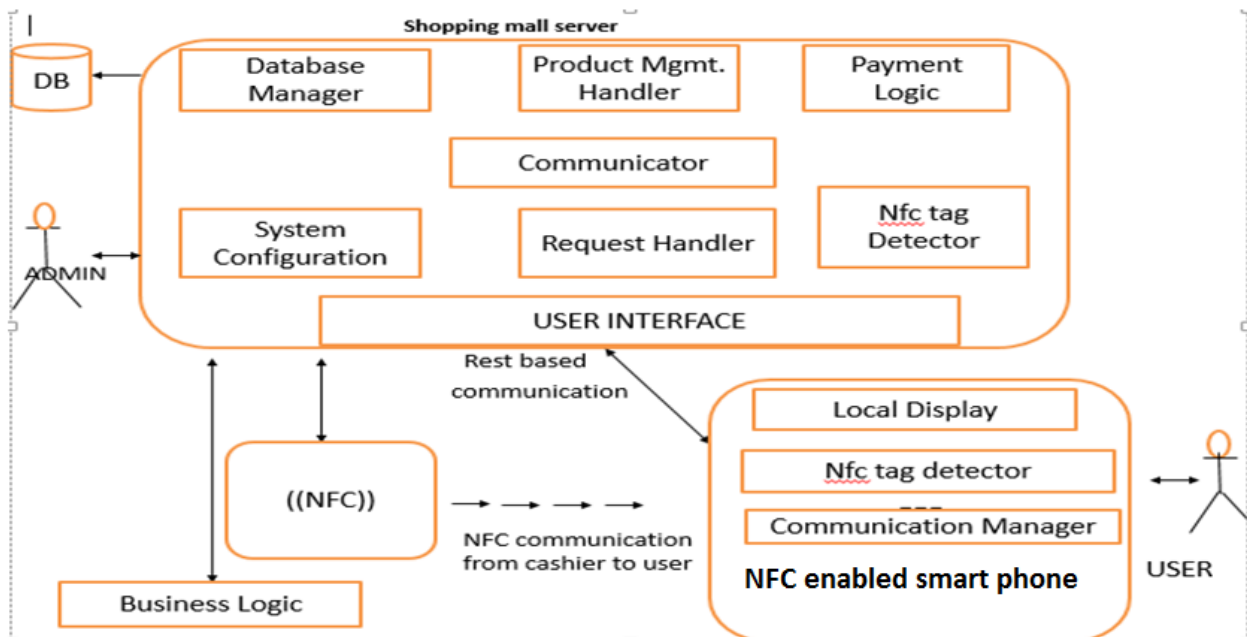 Shopping mall server
DB
Database
Manager
Product Mgmt.
Handler
Payment
Logic
Communicator
System
Configuration
Request Handler
Nfc tag
Detector
ADMIN
USER INTERFACE
Rest based
communication
Local Display
Nfc tag detector
Communication Manager
NFC enabled smart phone
USER
((NFC))
NFC communication
from cashier to user
Business Logic